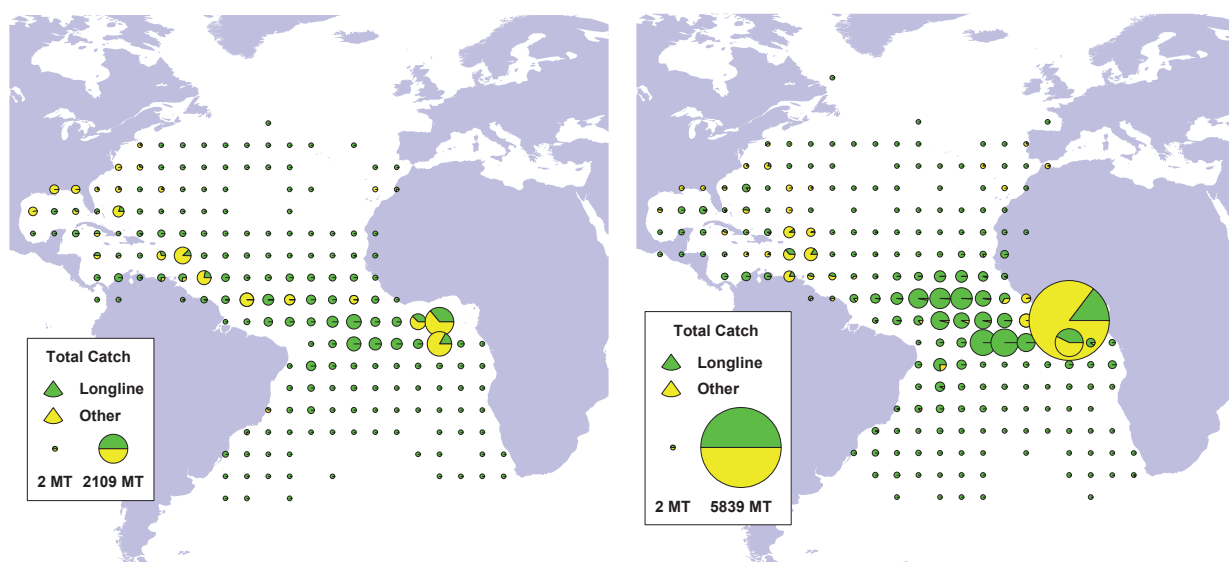 Total Catch
Longline
Other
2 MT 2109 MT
Total Catch
Longline
Other
2 MT 5839 MT